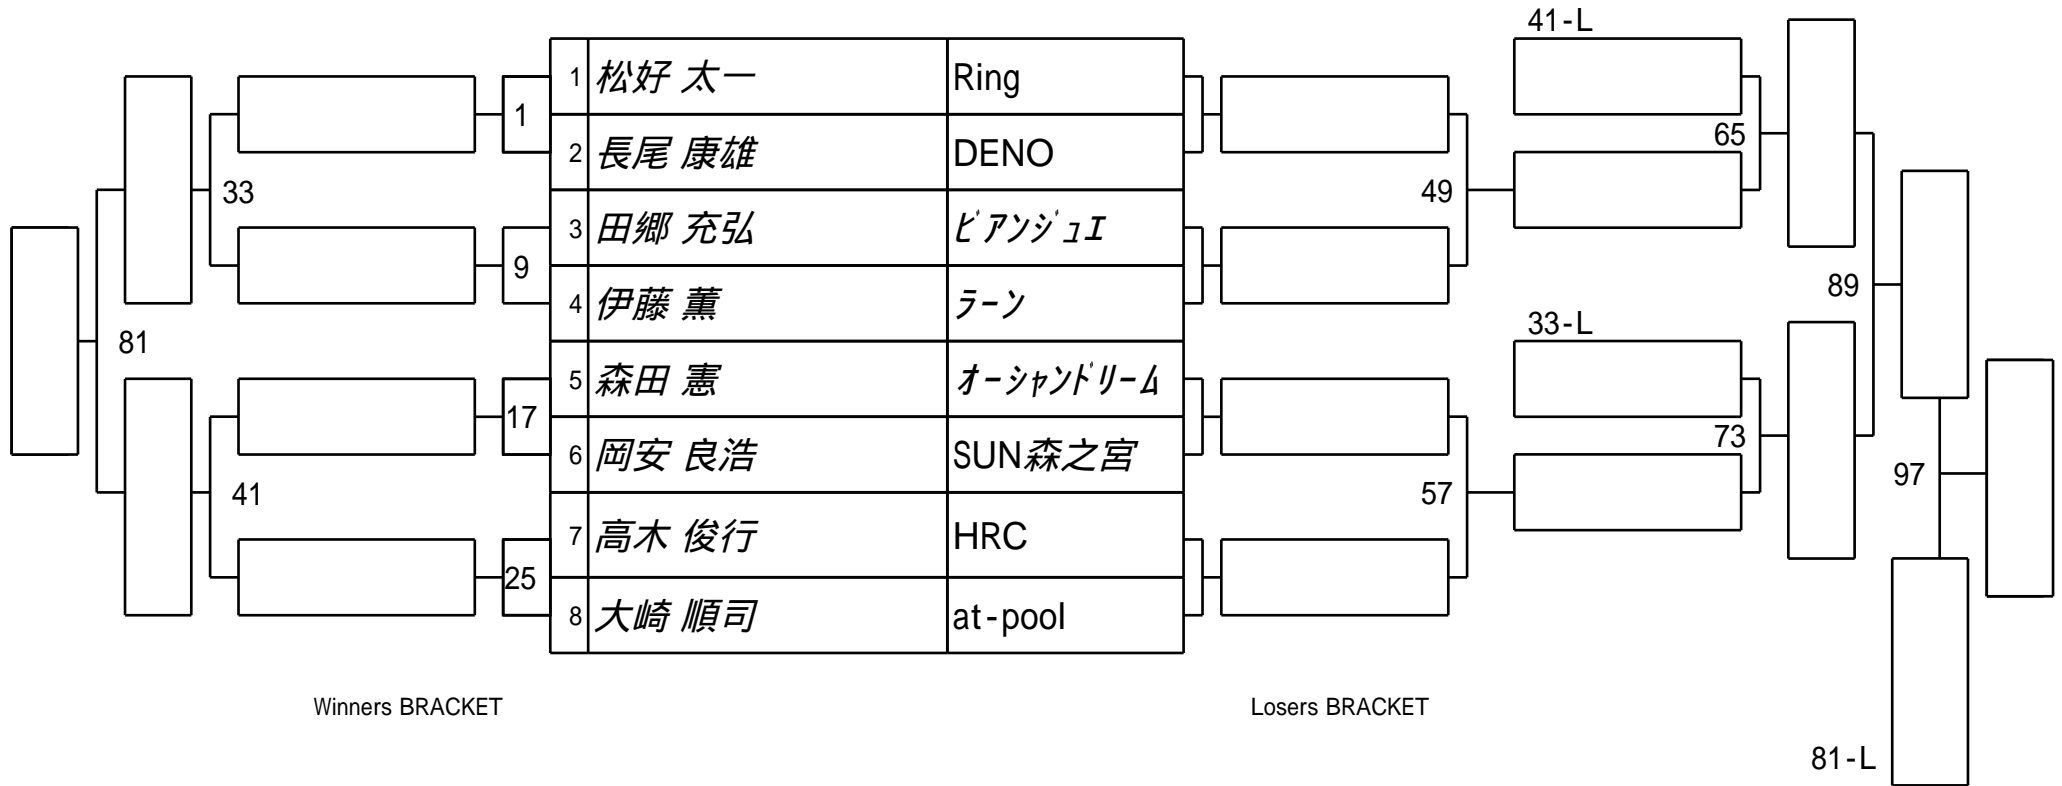 41-L
1 松好 太一 Ring
1
2 長尾 康雄 DENO
65
33
49
3 田郷 充弘 ﾋﾞｱﾝｼﾞｭｴ
9
4 伊藤 薫 ﾗｰﾝ
89
33-L
81
5 森田 憲 ｵｰｼｬﾝﾄﾞﾘｰﾑ
17
6 岡安 良浩 SUN森之宮
73
41
57
97
7 高木 俊行 HRC
25
8 大崎 順司 at-pool
Winners BRACKET
Losers BRACKET
81-L